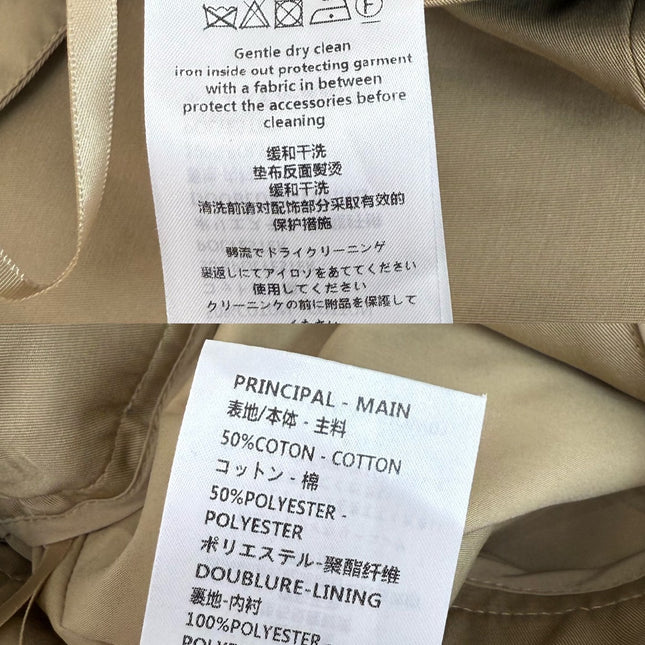 Gentle dry clean
iron inside out protecting garment
with a fabric in between
protect the accessories before
cleaning
缓和干洗
垫布反面熨烫
缓和干洗
清洗前请对配饰部分采取有效的
保护措施
弱流でドライクリーニング
裏返しにてアイロソをあててください
使用してください
クリーニンケの前に附品を保護して
ください
PRINCIPAL - MAIN
表地/本体 - 主料
50%COTON - COTTON
コットン - 棉
50%POLYESTER -
POLYESTER
ポリエステル-聚酯纤维
DOUBLURE-LINING
裏地-内衬
100%POLYESTER-